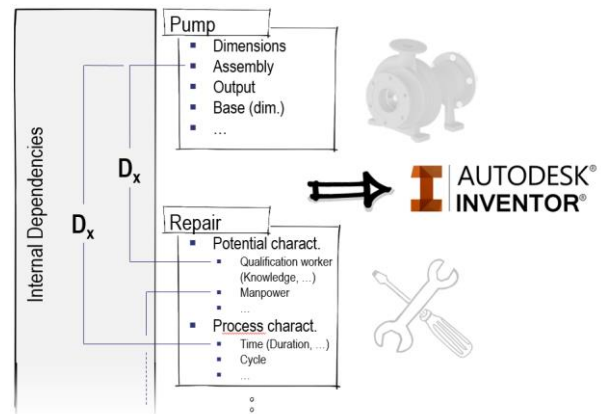 Pump
Dimensions
Assembly
Output
Base (dim.)
...
Internal Dependencies
Dx
Dx
AUTODESK®
INVENTOR®
Repair
Potential charact.
Qualification worker
(Knowledge, ...)
Manpower
...
Process charact.
Time (Duration, ...)
Cycle
...